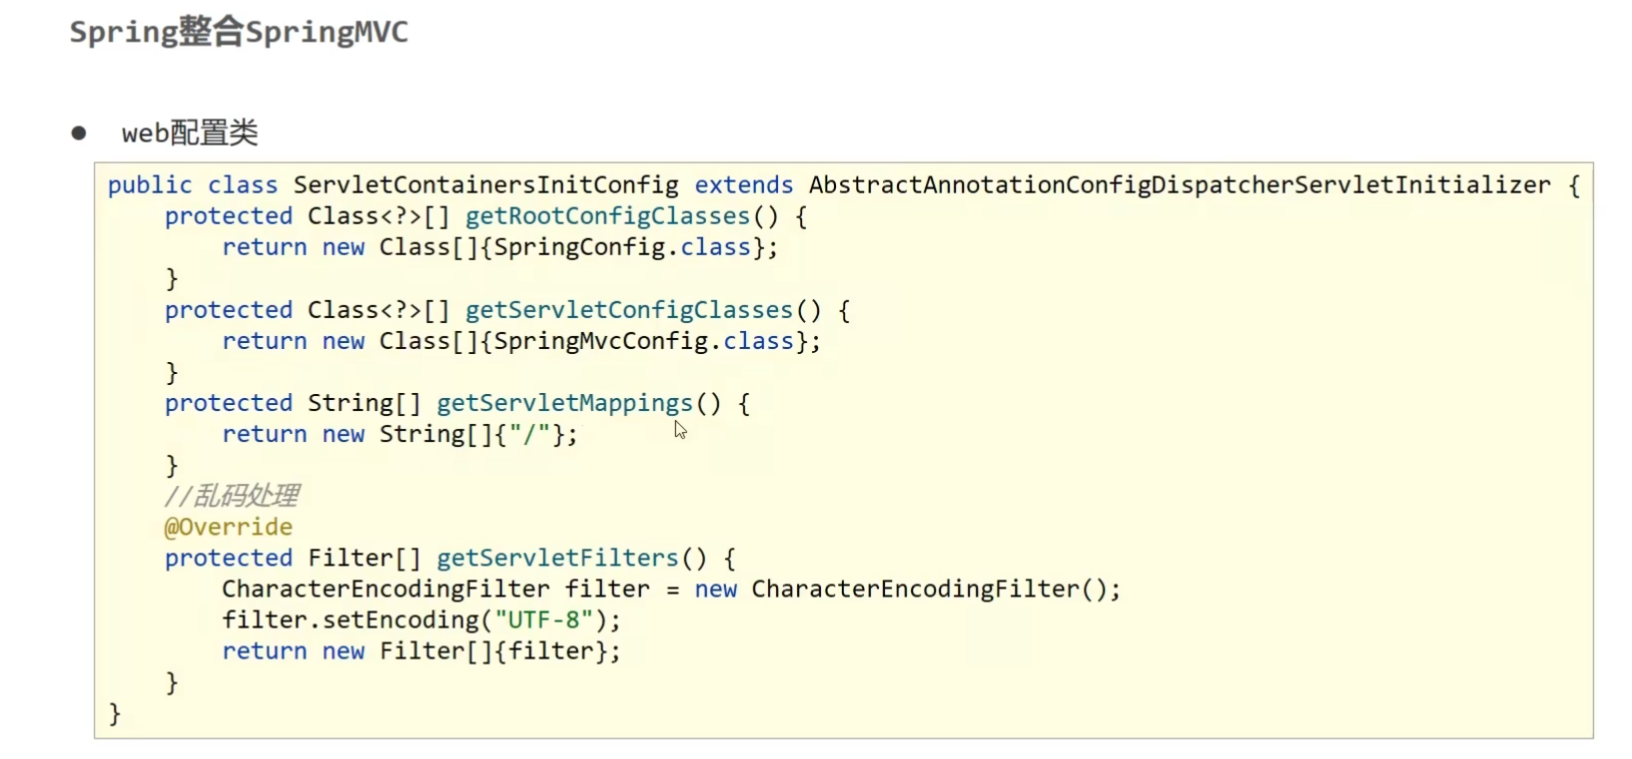 Spring整合SpringMVC
● web配置类
public class ServletContainersInitConfig extends AbstractAnnotationConfigDispatcherServletInitializer {
    protected Class<?>[] getRootConfigClasses() {
        return new Class[]{SpringConfig.class};
    }
    protected Class<?>[] getServletConfigClasses() {
        return new Class[]{SpringMvcConfig.class};
    }
    protected String[] getServletMappings() {
        return new String[]{"/"};
    }
    //乱码处理
    @Override
    protected Filter[] getServletFilters() {
        CharacterEncodingFilter filter = new CharacterEncodingFilter();
        filter.setEncoding("UTF-8");
        return new Filter[]{filter};
    }
}